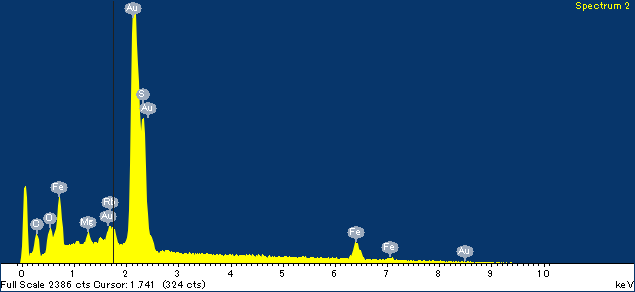 Spectrum 2
Au
S
Au
Fe
C
O
Mg
Au
Fe
Fe
Au
0 1 2 3 4 5 6 7 8 9 10
Full Scale 2386 cts Cursor: 1.741 (324 cts)
keV